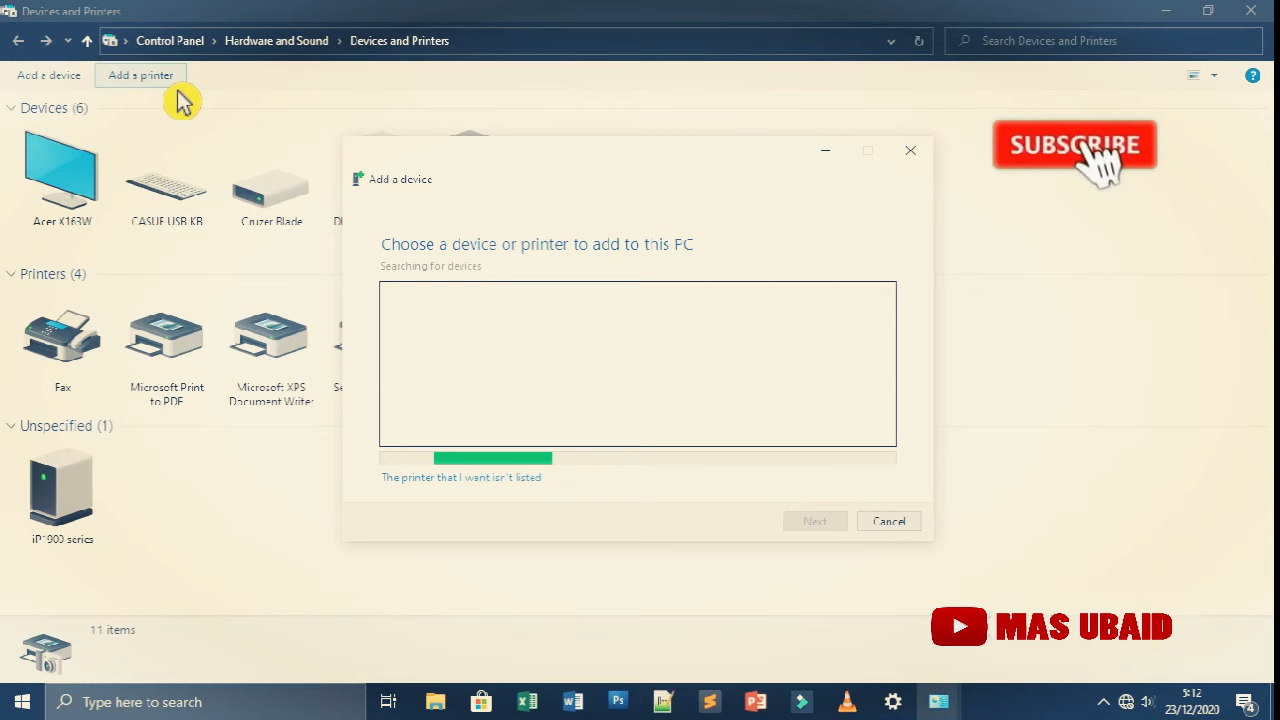 Devices and Printers
Control Panel > Hardware and Sound > Devices and Printers
Search Devices and Printers
Add a device
Add a printer
Devices (6)
SUBSCRIBE
Acer X163W
CASUE USB KB
Cruzer Blade
Add a device
Choose a device or printer to add to this PC
Searching for devices
Printers (4)
Fax
Microsoft Print
to PDF
Microsoft XPS
Document Writer
Unspecified (1)
The printer that I want isn't listed
Next
Cancel
iP1900 series
11 items
MAS UBAID
Type here to search
Ps
5:12
23/12/2020
4